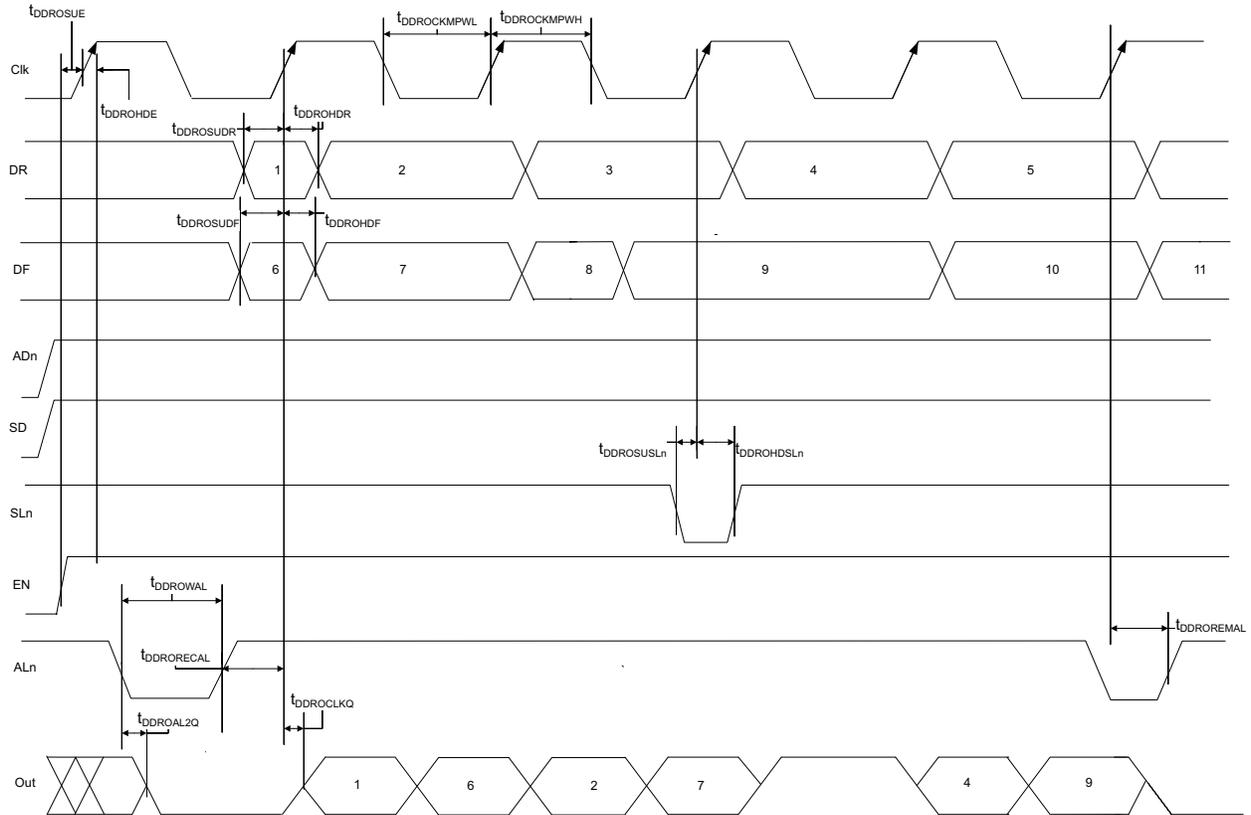 tDDROSUE
tDDROCKMPWL
tDDROCKMPWH
Clk
tDDROHDE
tDDROSUDR
tDDROHDR
DR
1
2
3
4
5
tDDROSUDF
tDDROHDF
DF
6
7
8
9
10
11
ADn
SD
tDDROSUSLn
tDDROHDSLn
SLn
EN
tDDROWAL
tDDROREMAL
ALn
tDDRORECAL
tDDROCLKQ
tDDROAL2Q
Out
1
6
2
7
4
9